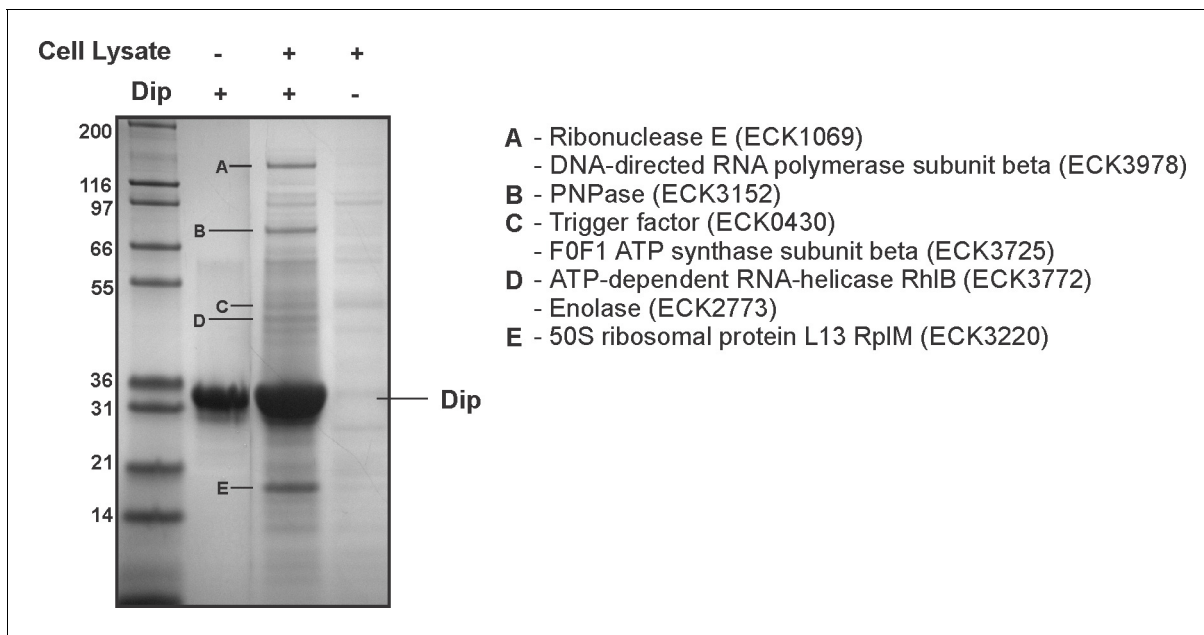 Cell Lysate - + +
Dip + + -
200
116
97
66
55
36
31
21
14
A
B
C
D
E
Dip
A - Ribonuclease E (ECK1069)
- DNA-directed RNA polymerase subunit beta (ECK3978)
B - PNPase (ECK3152)
C - Trigger factor (ECK0430)
- F0F1 ATP synthase subunit beta (ECK3725)
D - ATP-dependent RNA-helicase RhlB (ECK3772)
- Enolase (ECK2773)
E - 50S ribosomal protein L13 RplM (ECK3220)